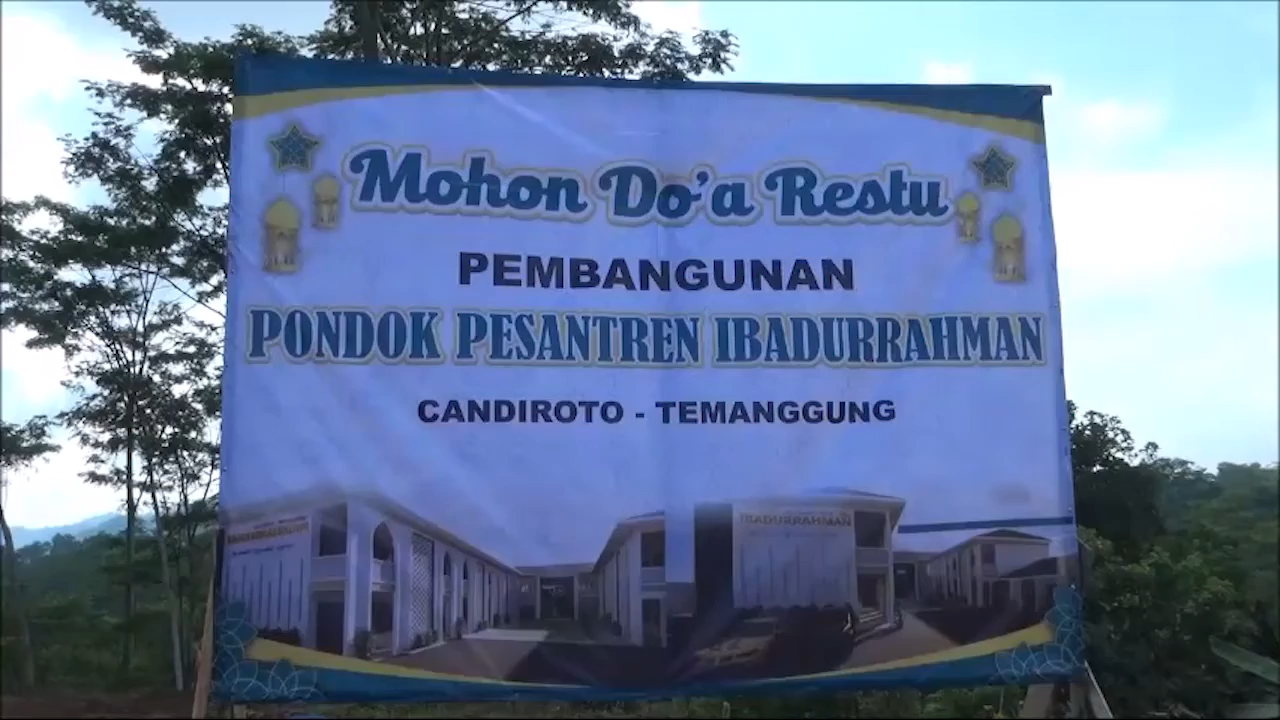 Mohon Do'a Restu
PEMBANGUNAN
PONDOK PESANTREN IBADURRAHMAN
CANDIROTO - TEMANGGUNG
IBADURRAHMAN